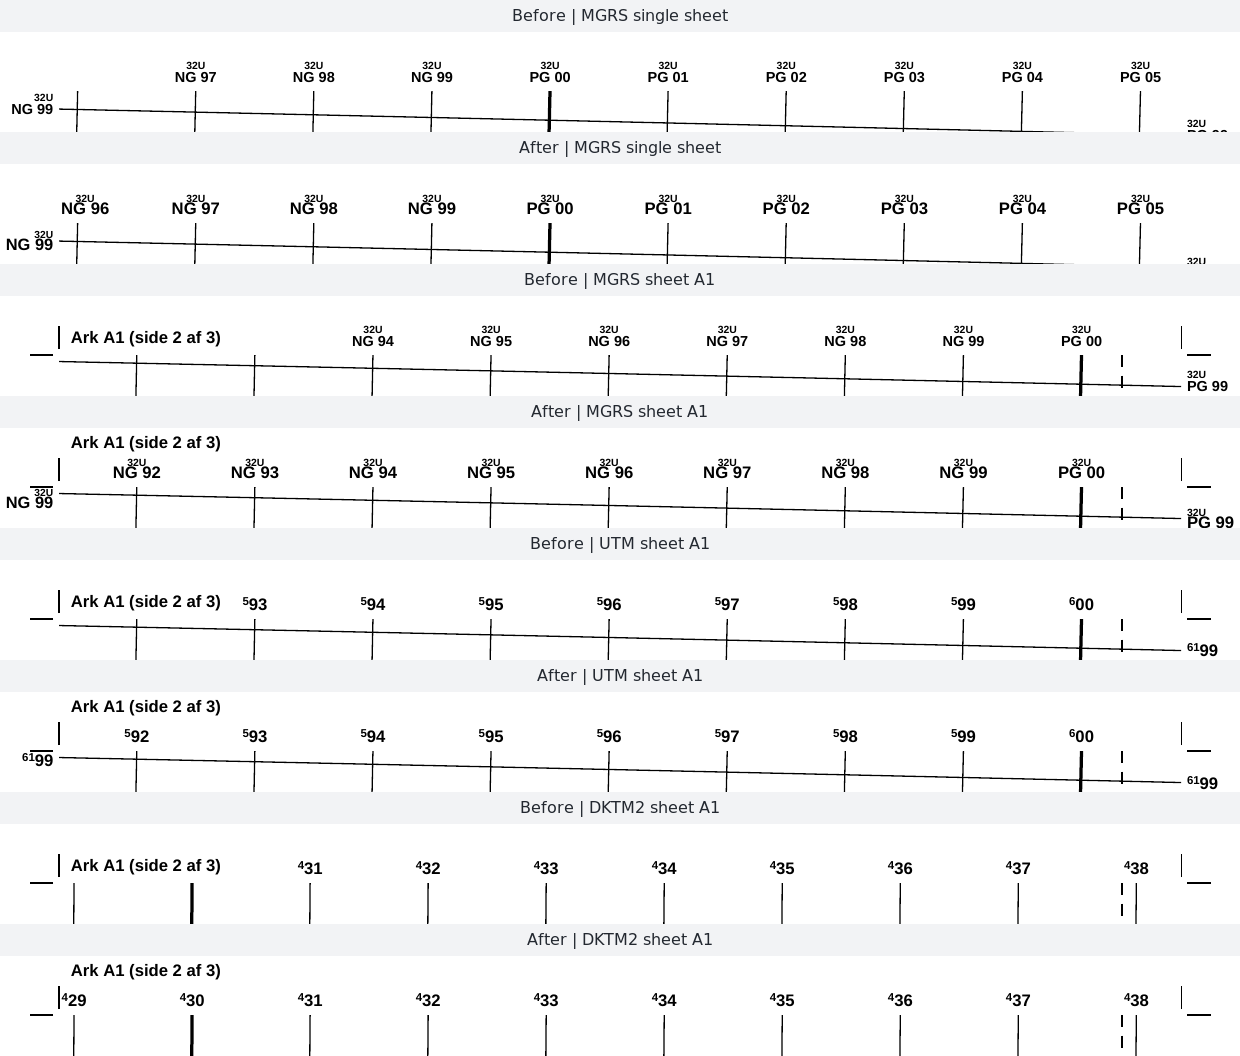 Before | MGRS single sheet
32U 32U 32U 32U 32U 32U 32U 32U 32U
NG 97 NG 98 NG 99 PG 00 PG 01 PG 02 PG 03 PG 04 PG 05
32U
NG 99
32U
After | MGRS single sheet
32U 32U 32U 32U 32U 32U 32U 32U 32U 32U
NG 96 NG 97 NG 98 NG 99 PG 00 PG 01 PG 02 PG 03 PG 04 PG 05
32U
NG 99
32U
Before | MGRS sheet A1
32U 32U 32U 32U 32U 32U 32U
Ark A1 (side 2 af 3) NG 94 NG 95 NG 96 NG 97 NG 98 NG 99 PG 00
32U
PG 99
After | MGRS sheet A1
Ark A1 (side 2 af 3)
32U 32U 32U 32U 32U 32U 32U 32U 32U
NG 92 NG 93 NG 94 NG 95 NG 96 NG 97 NG 98 NG 99 PG 00
32U
NG 99
32U
PG 99
Before | UTM sheet A1
Ark A1 (side 2 af 3) ⁵93 ⁵94 ⁵95 ⁵96 ⁵97 ⁵98 ⁵99 ⁶00
⁶¹99
After | UTM sheet A1
Ark A1 (side 2 af 3)
⁵92 ⁵93 ⁵94 ⁵95 ⁵96 ⁵97 ⁵98 ⁵99 ⁶00
⁶¹99
⁶¹99
Before | DKTM2 sheet A1
Ark A1 (side 2 af 3) ⁴31 ⁴32 ⁴33 ⁴34 ⁴35 ⁴36 ⁴37 ⁴38
After | DKTM2 sheet A1
Ark A1 (side 2 af 3)
⁴29 ⁴30 ⁴31 ⁴32 ⁴33 ⁴34 ⁴35 ⁴36 ⁴37 ⁴38